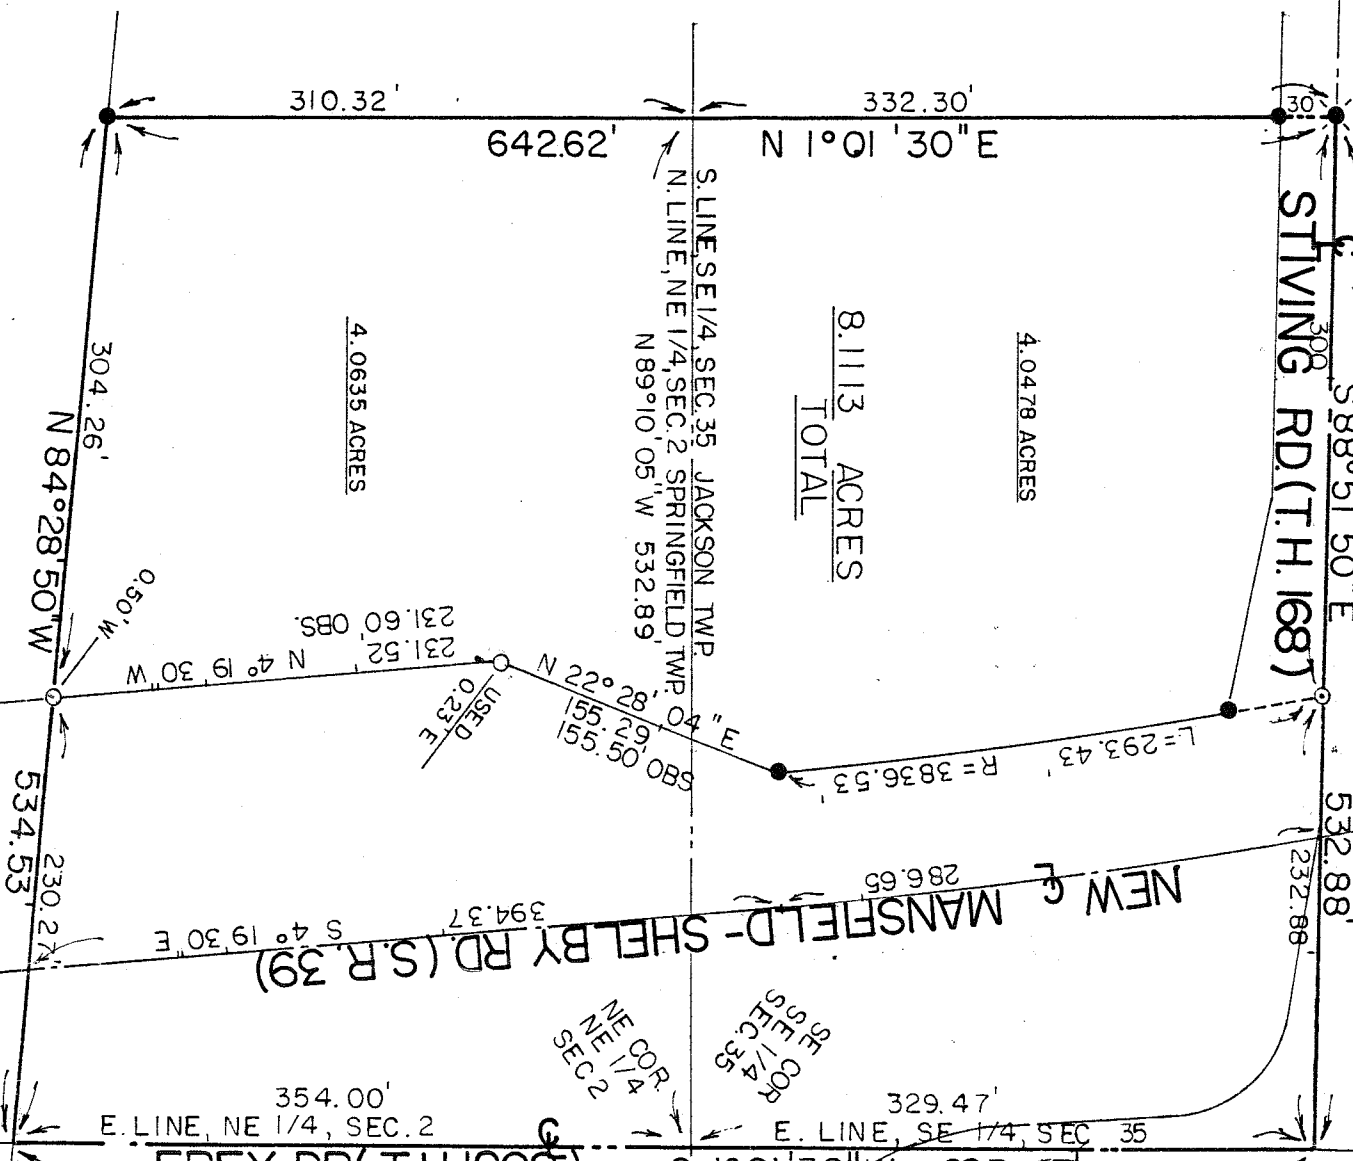 310.32'
332.30'
30
642.62'
N 1°01'30"E
S. LINE, SE 1/4, SEC. 35 JACKSON TWP.
N. LINE, NE 1/4, SEC. 2 SPRINGFIELD TWP.
N 89°10'05"W 532.89'
8.1113 ACRES
TOTAL
4.0478 ACRES
4.0635 ACRES
STIVING RD. (T.H. 168)
300
S 88°51'50"E
532.88'
232.88'
304.26'
N 84°28'50"W
0.50' W
534.53'
230.27'
N 4° 19' 30" W
231.52'
231.60' OBS.
USED
0.23' E
N 22° 28' 04" E
155.29'
155.50' OBS
R=3836.53'
L=293.43'
NEW ℄ MANSFIELD-SHELBY RD. (S.R. 39)
286.65'
394.37'
S 4° 19' 30" E
NE COR.
NE 1/4
SEC 2
SE COR
SE 1/4
SEC. 35
354.00'
E. LINE, NE 1/4, SEC. 2
329.47'
E. LINE, SE 1/4, SEC 35